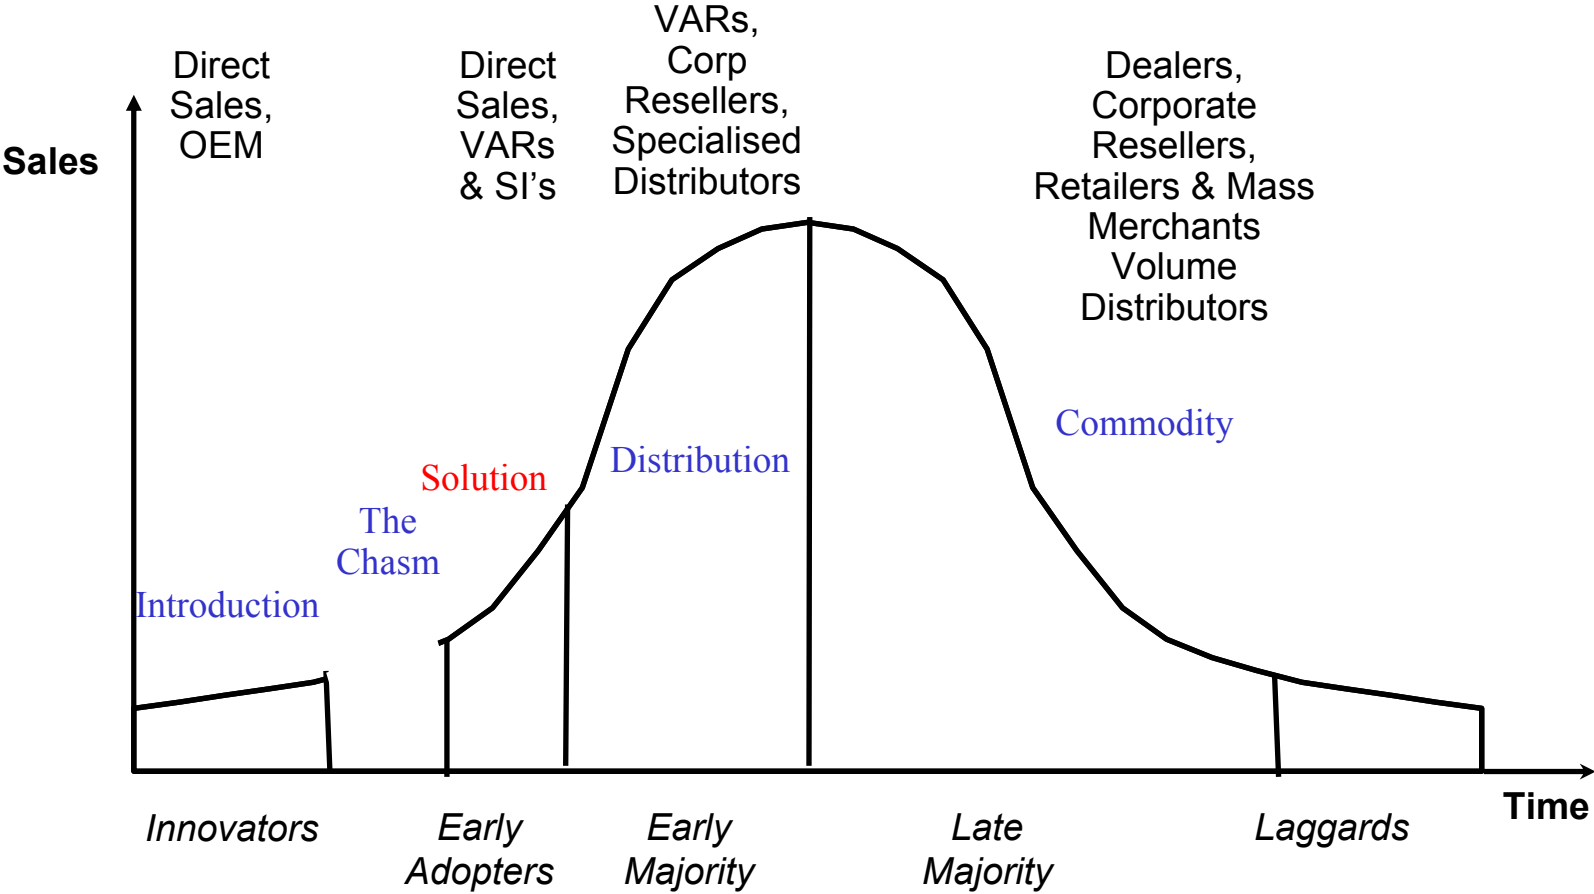 Direct
Sales,
OEM
Direct
Sales,
VARs
& SI’s
VARs,
Corp
Resellers,
Specialised
Distributors
Dealers,
Corporate
Resellers,
Retailers & Mass
Merchants
Volume
Distributors
Sales
Introduction
The
Chasm
Solution
Distribution
Commodity
Time
Innovators
Early
Adopters
Early
Majority
Late
Majority
Laggards